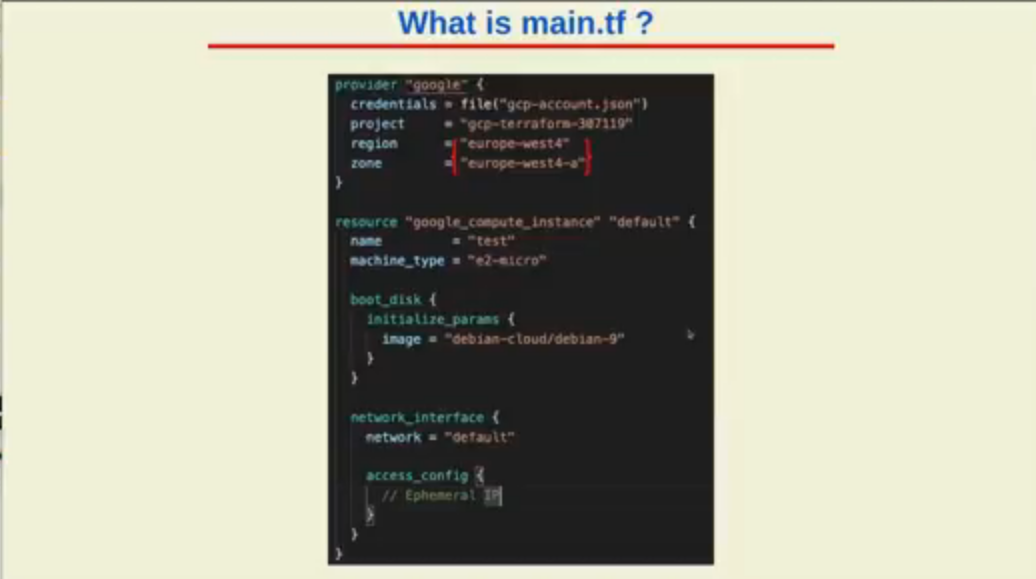 What is main.tf ?
provider "google" {
credentials = file("gcp-account.json")
project = "gcp-terraform-307119"
region = "europe-west4"
zone = "europe-west4-a"
}
resource "google_compute_instance" "default" {
name = "test"
machine_type = "e2-micro"
boot_disk {
initialize_params {
image = "debian-cloud/debian-9"
}
}
network_interface {
network = "default"
access_config {
// Ephemeral IP
}
}
}